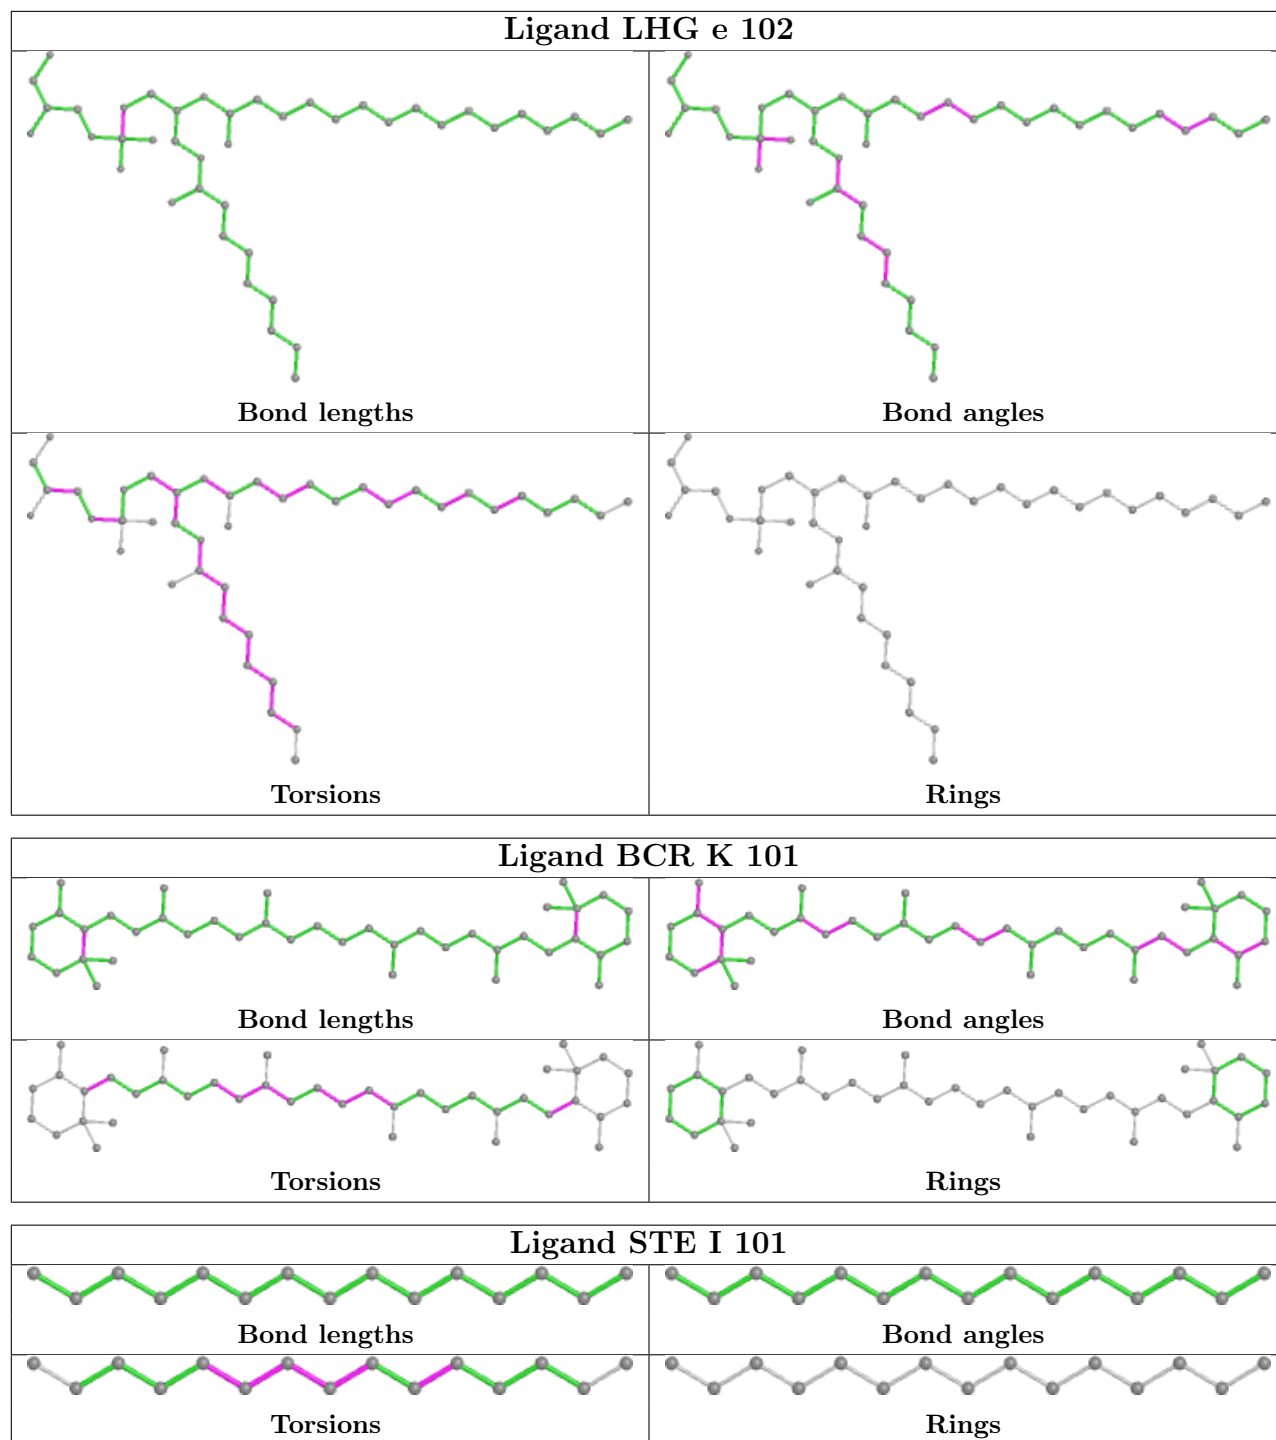 Ligand LHG e 102
Bond lengths
Bond angles
Torsions
Rings
Ligand BCR K 101
Bond lengths
Bond angles
Torsions
Rings
Ligand STE I 101
Bond lengths
Bond angles
Torsions
Rings